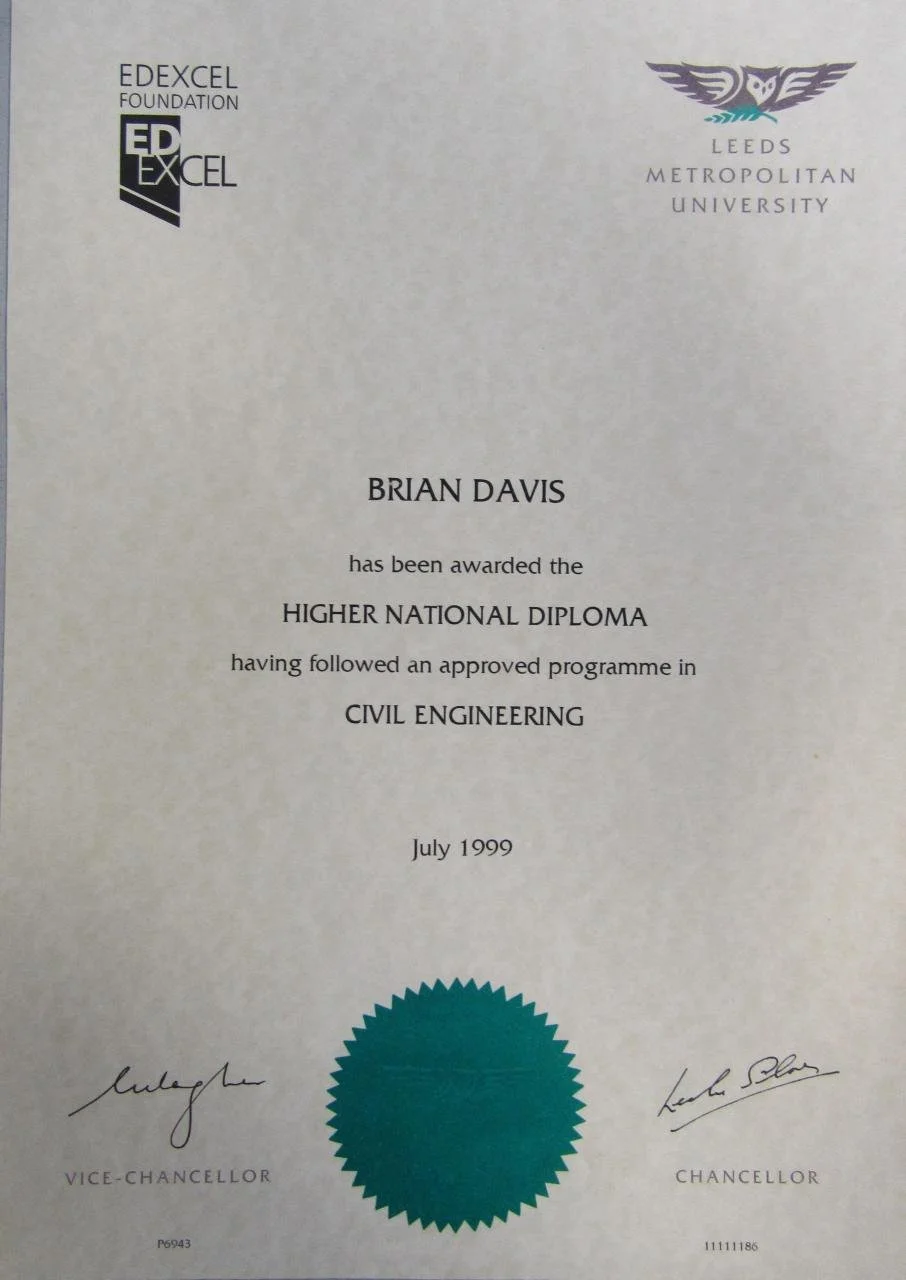 EDEXCEL
FOUNDATION
ED
EXCEL
LEEDS
METROPOLITAN
UNIVERSITY
BRIAN DAVIS
has been awarded the
HIGHER NATIONAL DIPLOMA
having followed an approved programme in
CIVIL ENGINEERING
July 1999
VICE-CHANCELLOR
CHANCELLOR
P6943
11111186